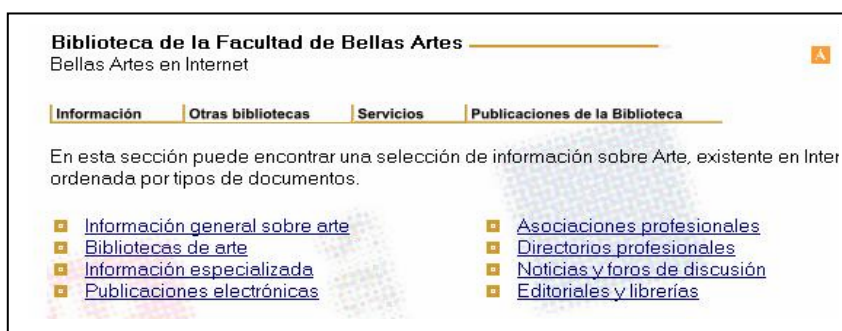 Biblioteca de la Facultad de Bellas Artes
Bellas Artes en Internet
A
Información Otras bibliotecas Servicios Publicaciones de la Biblioteca
En esta sección puede encontrar una selección de información sobre Arte, existente en Inter
ordenada por tipos de documentos.
Información general sobre arte
Bibliotecas de arte
Información especializada
Publicaciones electrónicas
Asociaciones profesionales
Directorios profesionales
Noticias y foros de discusión
Editoriales y librerías